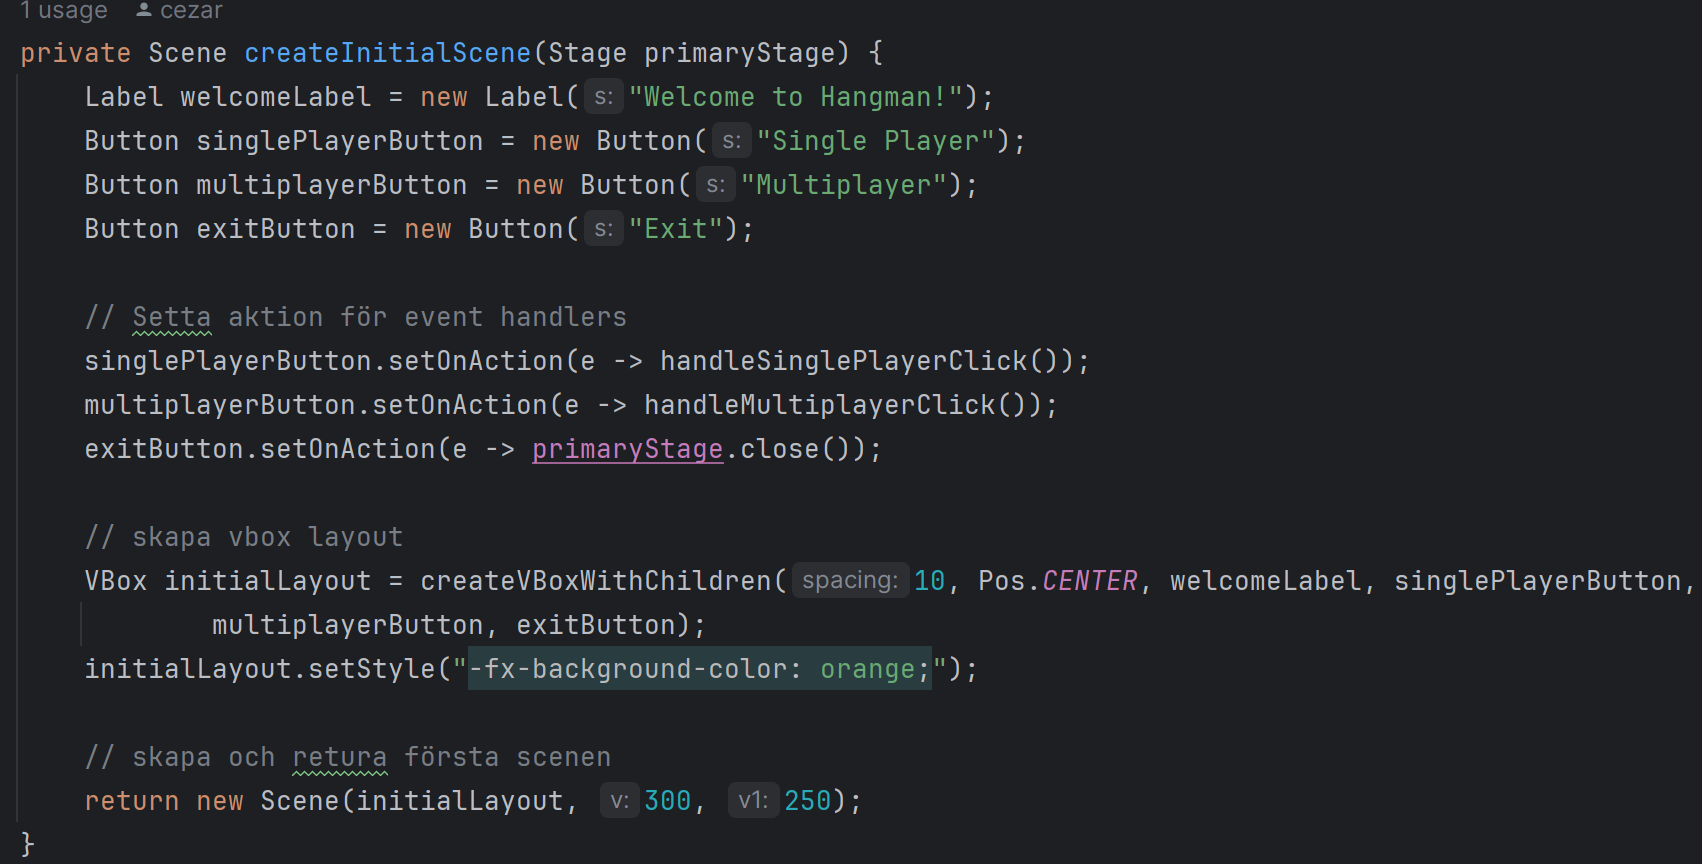 1 usage cezar
private Scene createInitialScene(Stage primaryStage) {
Label welcomeLabel = new Label( s: "Welcome to Hangman!");
Button singlePlayerButton = new Button( s: "Single Player");
Button multiplayerButton = new Button( s: "Multiplayer");
Button exitButton = new Button( s: "Exit");
// Setta aktion för event handlers
singlePlayerButton.setOnAction(e -> handleSinglePlayerClick());
multiplayerButton.setOnAction(e -> handleMultiplayerClick());
exitButton.setOnAction(e -> primaryStage.close());
// skapa vbox layout
VBox initialLayout = createVBoxWithChildren( spacing: 10, Pos.CENTER, welcomeLabel, singlePlayerButton,
multiplayerButton, exitButton);
initialLayout.setStyle("-fx-background-color: orange;");
// skapa och retura första scenen
return new Scene(initialLayout, v: 300, v1: 250);
}